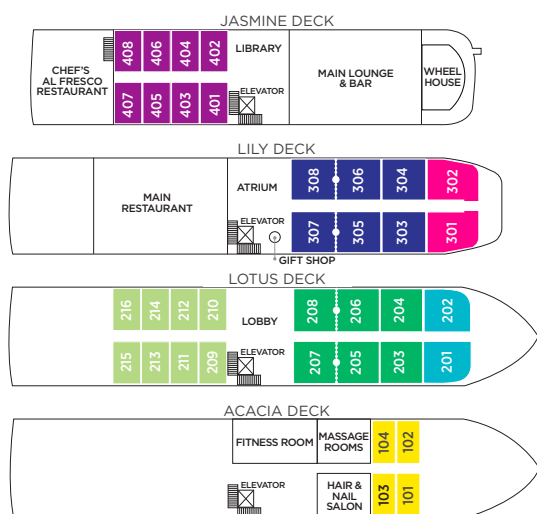 JASMINE DECK
408 406 404 402
LIBRARY
CHEF'S
AL FRESCO
RESTAURANT
MAIN LOUNGE
& BAR
WHEEL
HOUSE
ELEVATOR
407 405 403 401
LILY DECK
308 306 304 302
ATRIUM
MAIN
RESTAURANT
ELEVATOR
307 305 303 301
GIFT SHOP
LOTUS DECK
216 214 212 210
LOBBY
208 206 204 202
ELEVATOR
215 213 211 209
207 205 203 201
ACACIA DECK
FITNESS ROOM
MASSAGE
ROOMS
104 102
ELEVATOR
HAIR &
NAIL
SALON
103 101